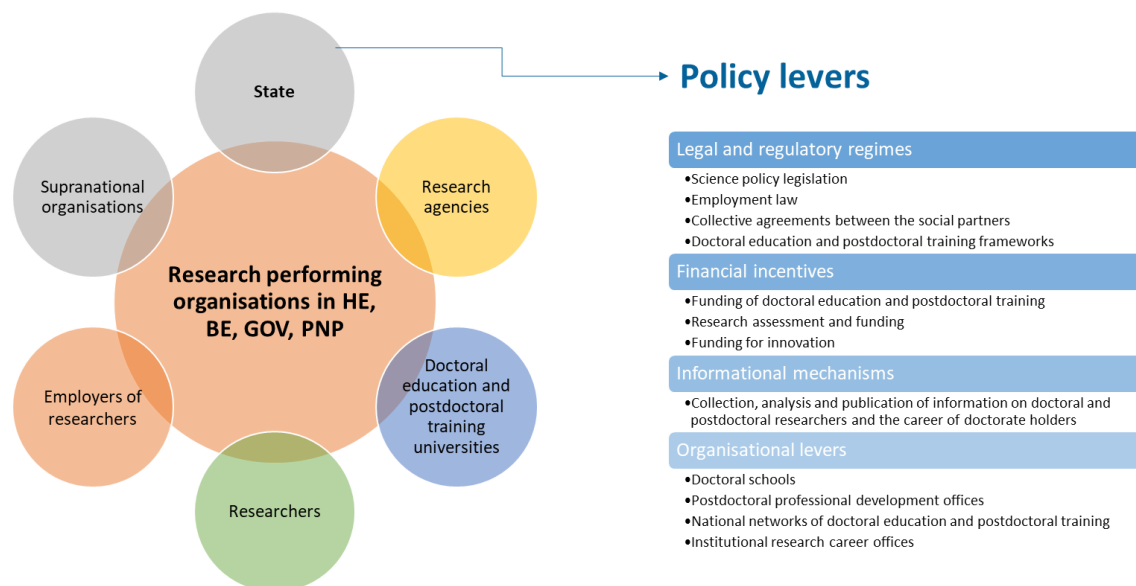 State
Supranational
organisations
Research
agencies
Research performing
organisations in HE,
BE, GOV, PNP
Employers of
researchers
Doctoral
education and
postdoctoral
training
universities
Researchers
Policy levers
Legal and regulatory regimes
•Science policy legislation
•Employment law
•Collective agreements between the social partners
•Doctoral education and postdoctoral training frameworks
Financial incentives
•Funding of doctoral education and postdoctoral training
•Research assessment and funding
•Funding for innovation
Informational mechanisms
•Collection, analysis and publication of information on doctoral and
postdoctoral researchers and the career of doctorate holders
Organisational levers
•Doctoral schools
•Postdoctoral professional development offices
•National networks of doctoral education and postdoctoral training
•Institutional research career offices